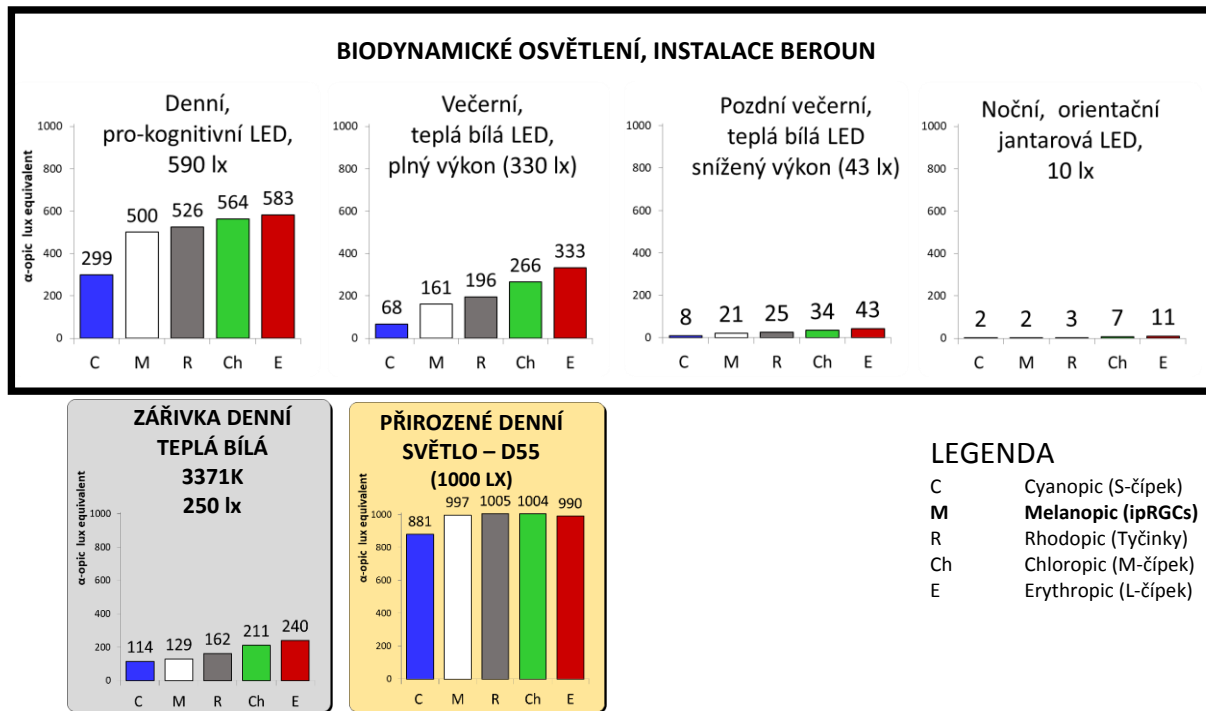 BIODYNAMICKÉ OSVĚTLENÍ, INSTALACE BEROUN
Denní,
pro-kognitivní LED,
590 lx
α-opic lux equivalent
1000
800
600
400
200
0
299
500
526
564
583
C M R Ch E
Večerní,
teplá bílá LED,
plný výkon (330 lx)
1000
800
600
400
200
0
68
161
196
266
333
C M R Ch E
Pozdní večerní,
teplá bílá LED
snížený výkon (43 lx)
1000
800
600
400
200
0
8 21 25 34 43
C M R Ch E
Noční, orientační
jantarová LED,
10 lx
1000
800
600
400
200
0
2 2 3 7 11
C M R Ch E
ZÁŘIVKA DENNÍ
TEPLÁ BÍLÁ
3371K
250 lx
α-opic lux equivalent
1000
800
600
400
200
0
114 129 162 211 240
C M R Ch E
PŘIROZENÉ DENNÍ
SVĚTLO – D55
(1000 LX)
α-opic lux equivalent
1000
800
600
400
200
0
881 997 1005 1004 990
C M R Ch E
LEGENDA
C Cyanopic (S-čípek)
M Melanopic (ipRGCs)
R Rhodopic (Tyčinky)
Ch Chloropic (M-čípek)
E Erythropic (L-čípek)